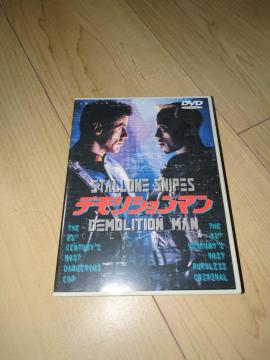 DVD
STALLONE SNIPES
デモリションマン
DEMOLITION MAN
THE
21ST
CENTURY'S
MOST
DANGEROUS
COP
THE
21ST
CENTURY'S
MOST
RUTHLESS
CRIMINAL